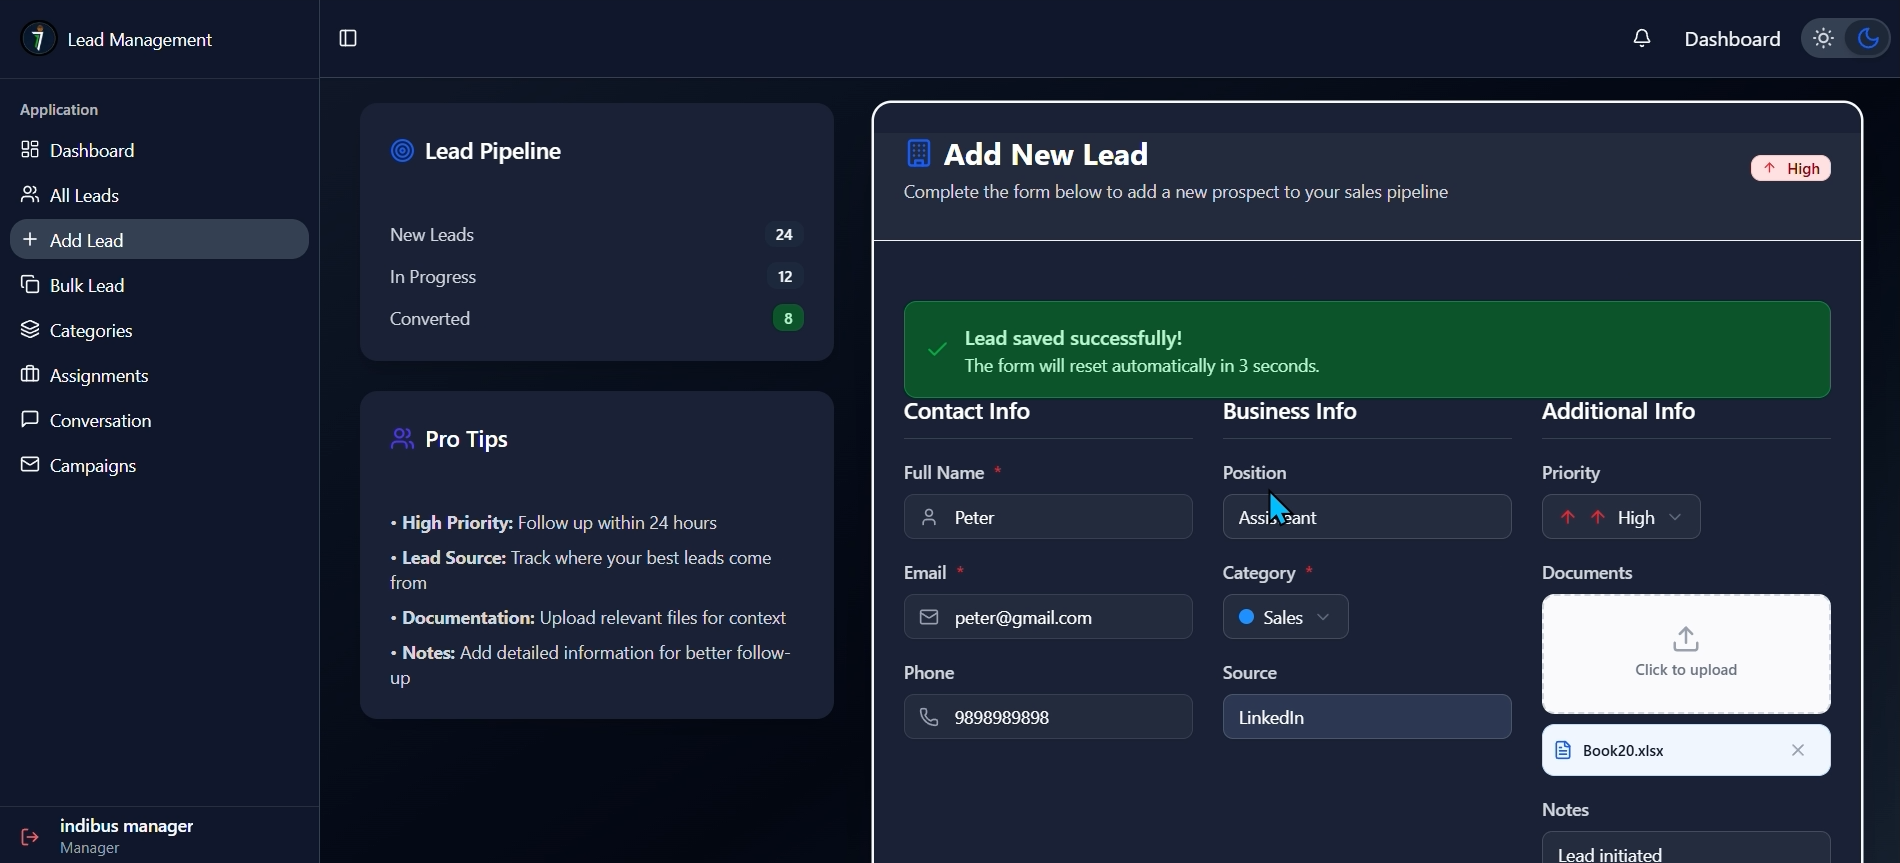 Lead Management
Dashboard
Application
Dashboard
All Leads
Add Lead
Bulk Lead
Categories
Assignments
Conversation
Campaigns
indibus manager
Manager
Lead Pipeline
New Leads 24
In Progress 12
Converted 8
Pro Tips
• High Priority: Follow up within 24 hours
• Lead Source: Track where your best leads come
from
• Documentation: Upload relevant files for context
• Notes: Add detailed information for better follow-
up
Add New Lead
Complete the form below to add a new prospect to your sales pipeline
High
Lead saved successfully!
The form will reset automatically in 3 seconds.
Contact Info
Full Name *
Peter
Email *
peter@gmail.com
Phone
9898989898
Business Info
Position
Category *
Sales
Source
LinkedIn
Additional Info
Priority
High
Documents
Click to upload
Book20.xlsx
Notes
Lead initiated